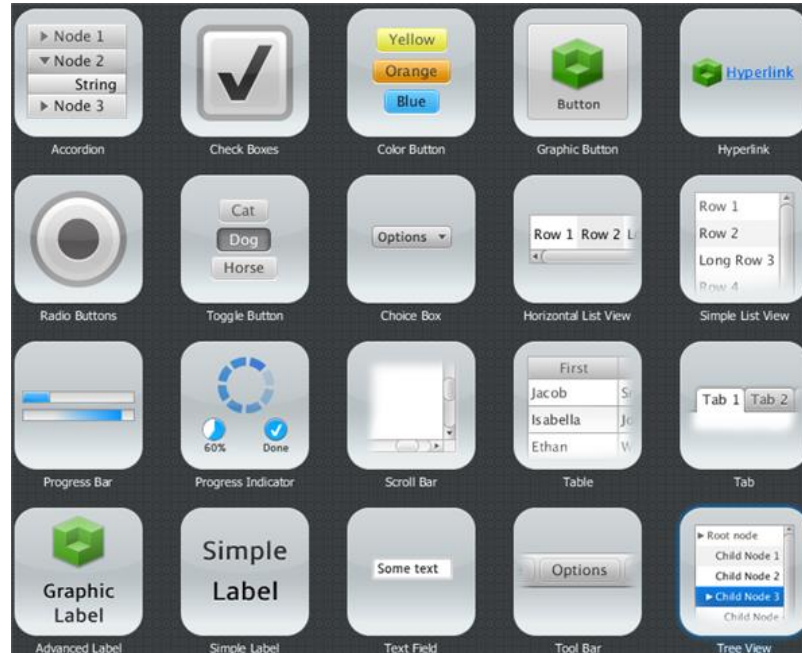 Node 1
Node 2
String
Node 3
Accordion
Check Boxes
Yellow
Orange
Blue
Color Button
Button
Graphic Button
Hyperlink
Hyperlink
Radio Buttons
Cat
Dog
Horse
Toggle Button
Options
Choice Box
Row 1 Row 2
Horizontal List View
Row 1
Row 2
Long Row 3
Row 4
Simple List View
Progress Bar
60% Done
Progress Indicator
Scroll Bar
First
Jacob
Isabella
Ethan
Table
Tab 1 Tab 2
Tab
Graphic
Label
Advanced Label
Simple
Label
Simple Label
Some text
Text Field
Options
Tool Bar
Root node
Child Node 1
Child Node 2
Child Node 3
Child Node
Tree View